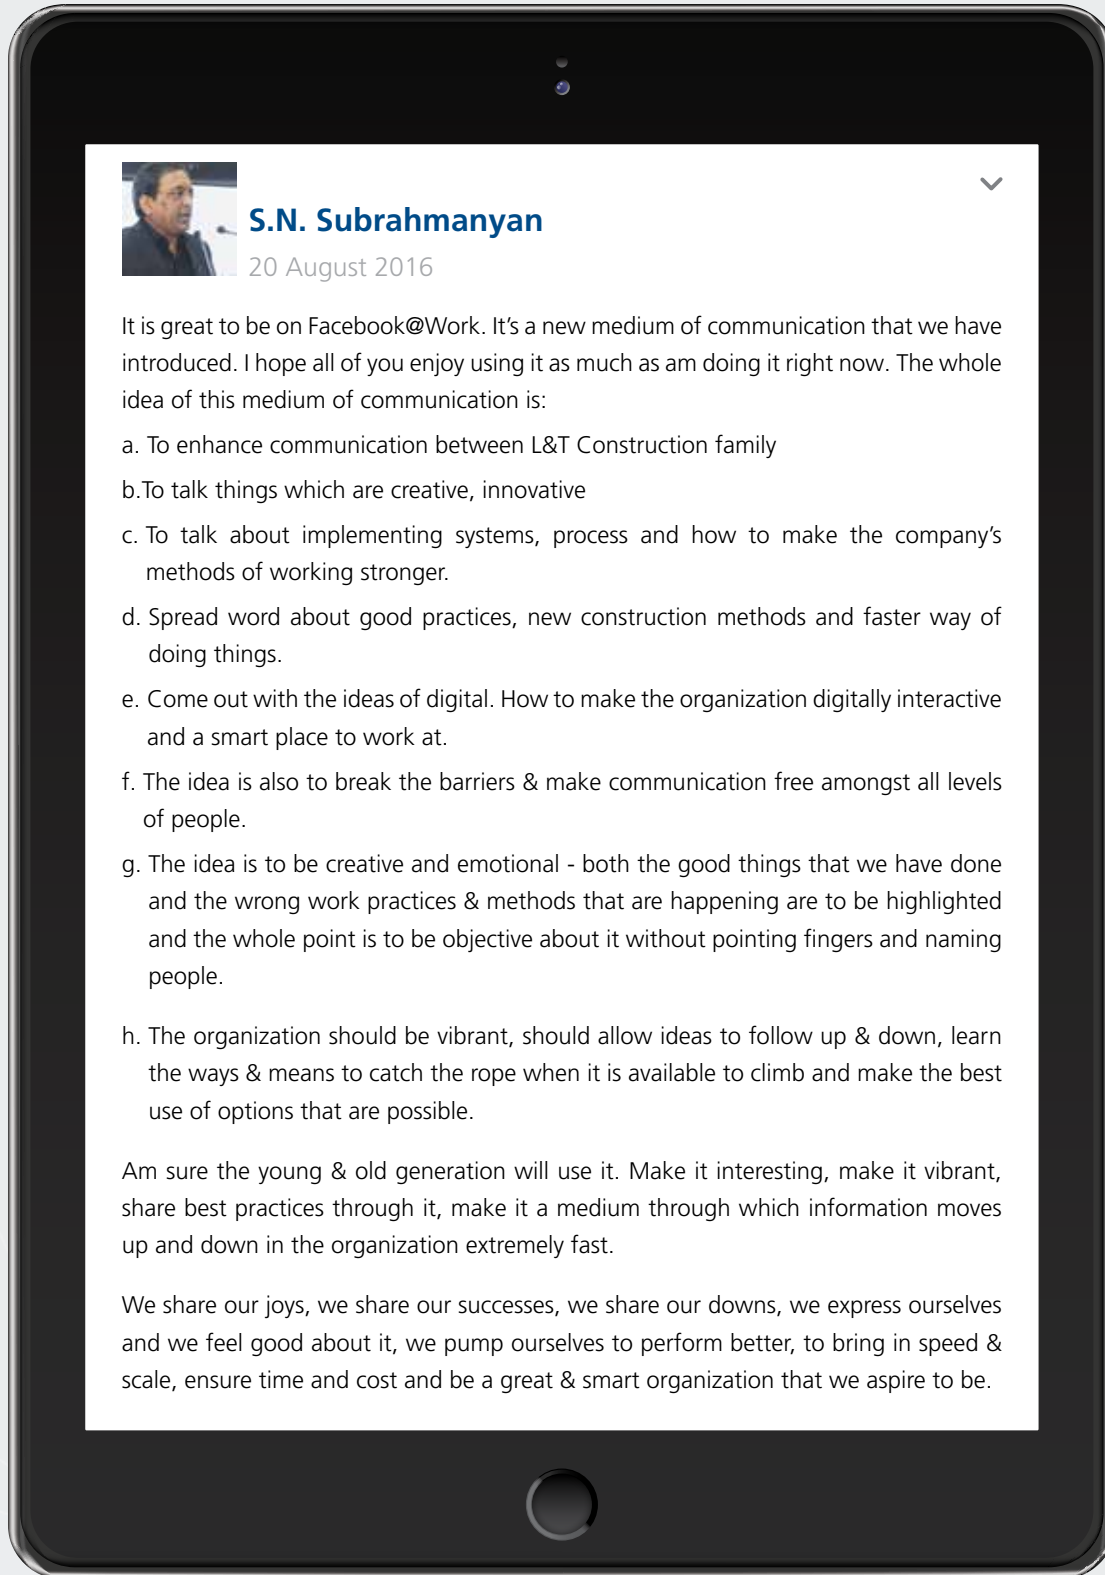 S.N. Subrahmanyan
20 August 2016
It is great to be on Facebook@Work. It’s a new medium of communication that we have
introduced. I hope all of you enjoy using it as much as am doing it right now. The whole
idea of this medium of communication is:
a. To enhance communication between L&T Construction family
b.To talk things which are creative, innovative
c. To talk about implementing systems, process and how to make the company’s
methods of working stronger.
d. Spread word about good practices, new construction methods and faster way of
doing things.
e. Come out with the ideas of digital. How to make the organization digitally interactive
and a smart place to work at.
f. The idea is also to break the barriers & make communication free amongst all levels
of people.
g. The idea is to be creative and emotional - both the good things that we have done
and the wrong work practices & methods that are happening are to be highlighted
and the whole point is to be objective about it without pointing fingers and naming
people.
h. The organization should be vibrant, should allow ideas to follow up & down, learn
the ways & means to catch the rope when it is available to climb and make the best
use of options that are possible.
Am sure the young & old generation will use it. Make it interesting, make it vibrant,
share best practices through it, make it a medium through which information moves
up and down in the organization extremely fast.
We share our joys, we share our successes, we share our downs, we express ourselves
and we feel good about it, we pump ourselves to perform better, to bring in speed &
scale, ensure time and cost and be a great & smart organization that we aspire to be.